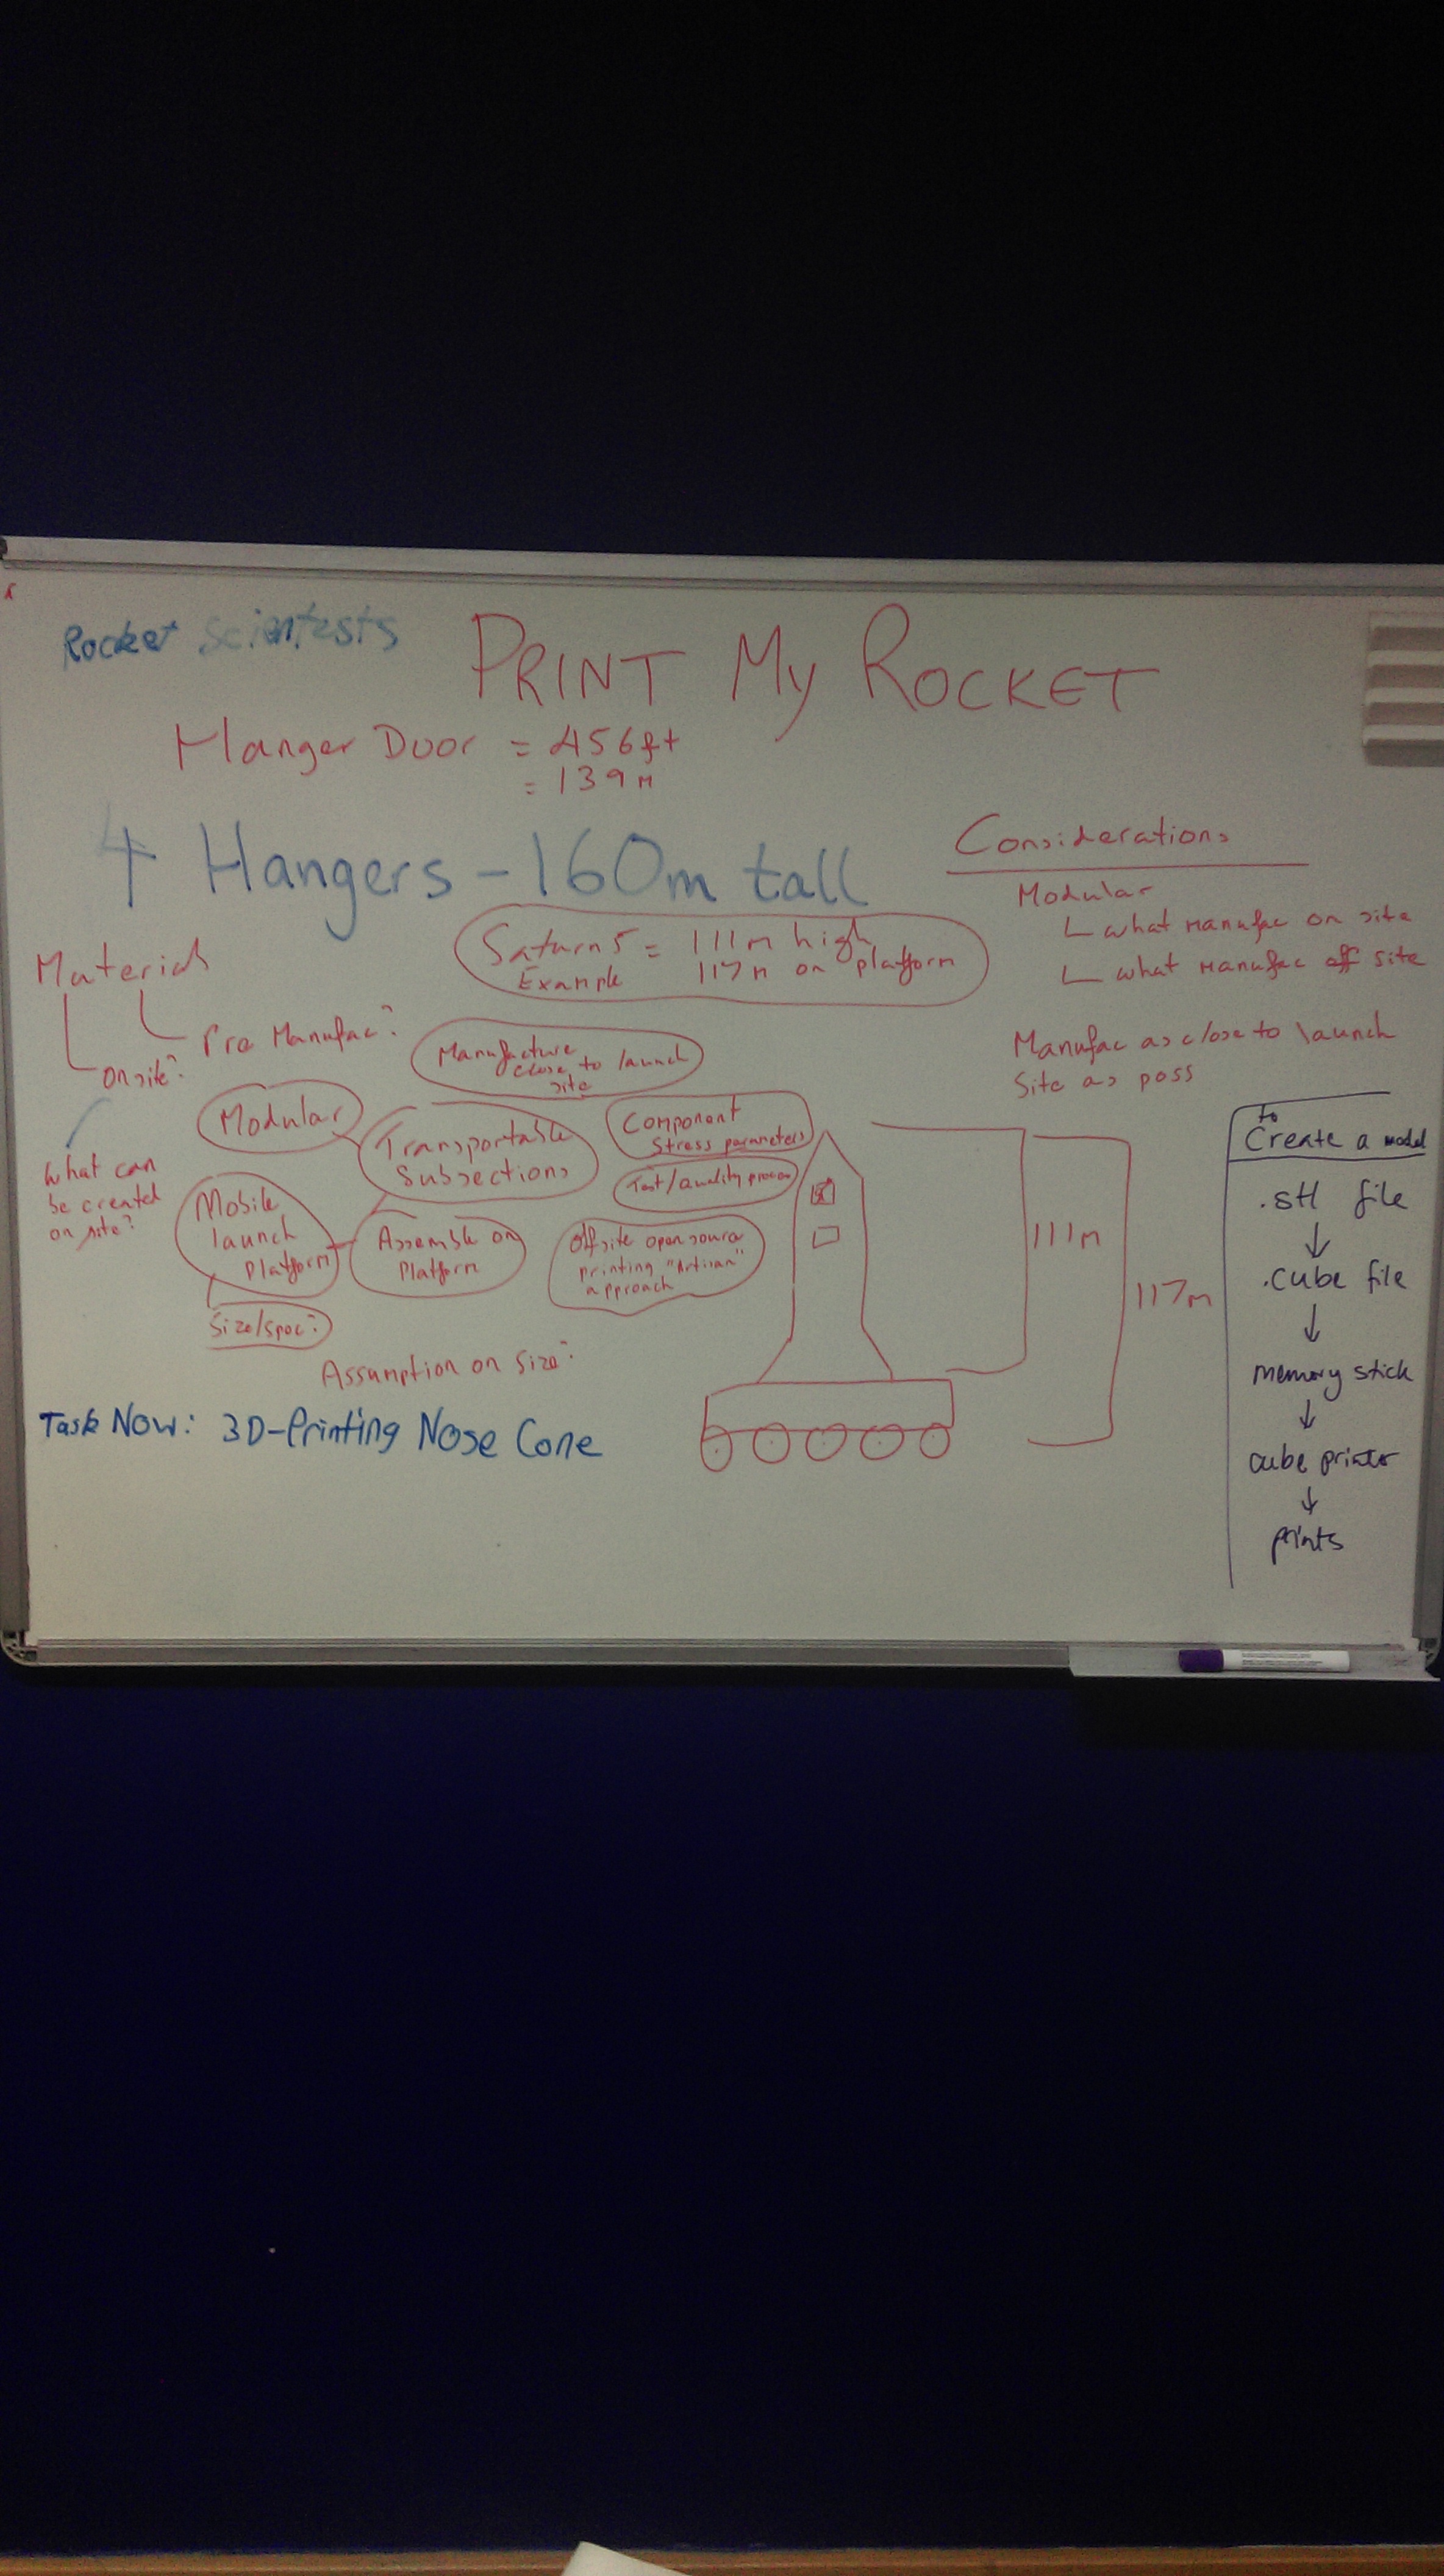 Rocket Scientests
PRINT My ROCKET
Hanger Door = 456ft
= 139m
4 Hangers - 160m tall
Considerations
Modular
what manufac on site
what manufac off site
Manufac as close to launch
Site as poss
Saturn 5 = 111m high
Example 117m on platform
Material
Pre Manufac?
On site?
What can
be created
on site?
Manufacture
close to launch
site
Modular
Transportable
Subsections
Component
Stress parameters
Test/Quality process
Mobile
launch
Platform
Assemble on
Platform
Offsite open source
printing "Artisan"
approach
Size/spec?
Assumption on size?
Task Now: 3D-Printing Nose Cone
111m
117m
to
Create a model
.stl file
.cube file
memory stick
cube printer
prints